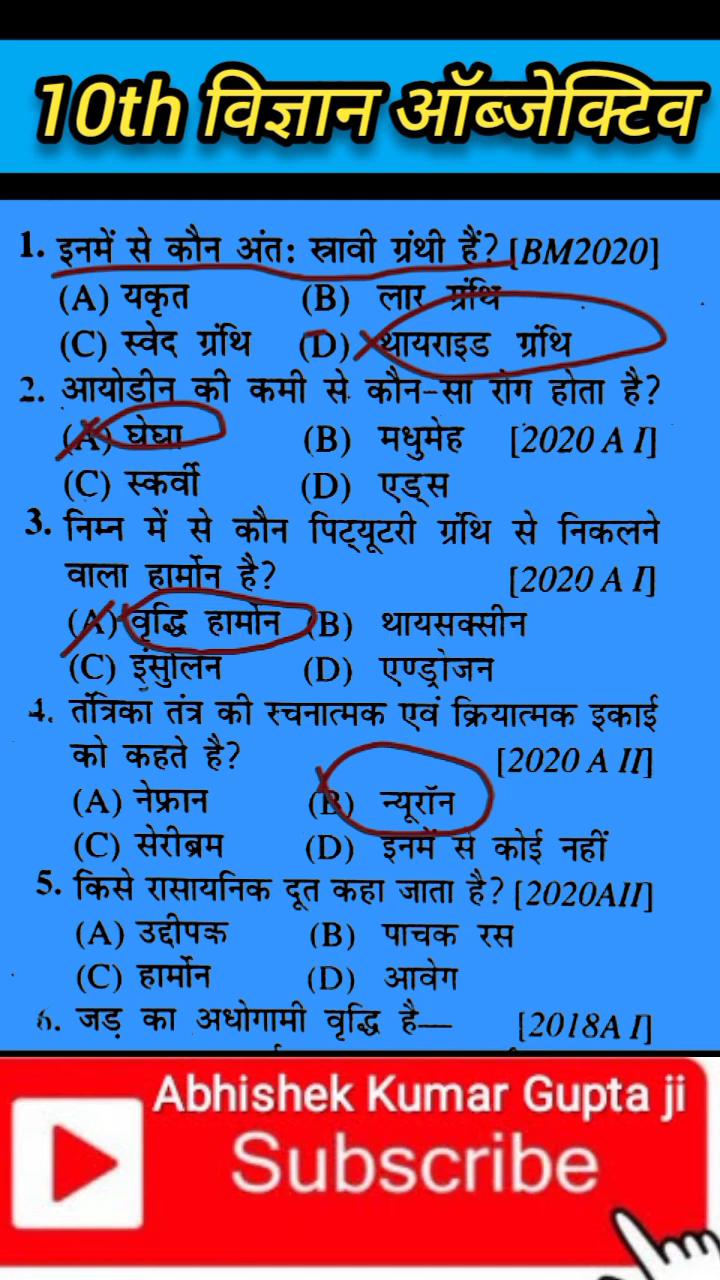 10th विज्ञान ऑब्जेक्टिव
1. इनमें से कौन अंत: स्रावी ग्रंथी हैं? [BM2020]
(A) यकृत (B) लार ग्रंथि
(C) स्वेद ग्रंथि (D) थायराइड ग्रंथि
2. आयोडीन की कमी से कौन-सा रोग होता है?
(A) घेघा (B) मधुमेह [2020 A I]
(C) स्कर्वी (D) एड्स
3. निम्न में से कौन पिट्यूटरी ग्रंथि से निकलने
वाला हार्मोन है? [2020 A I]
(A) वृद्धि हार्मोन (B) थायसक्सीन
(C) इंसुलिन (D) एण्ड्रोजन
4. तंत्रिका तंत्र की रचनात्मक एवं क्रियात्मक इकाई
को कहते है? [2020 A II]
(A) नेफ्रान (B) न्यूरॉन
(C) सेरीब्रम (D) इनमें से कोई नहीं
5. किसे रासायनिक दूत कहा जाता है? [2020AII]
(A) उद्दीपक (B) पाचक रस
(C) हार्मोन (D) आवेग
6. जड़ का अधोगामी वृद्धि है— [2018A I]
Abhishek Kumar Gupta ji
Subscribe